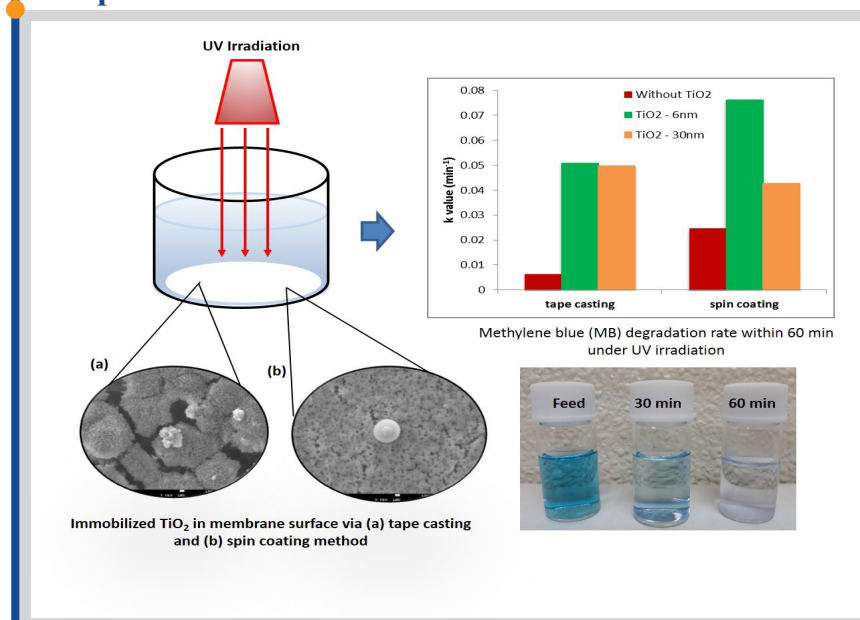 UV Irradiation
0.08
0.07
0.06
0.05
0.04
0.03
0.02
0.01
0
k value (min-1)
Without TiO2
TiO2 - 6nm
TiO2 - 30nm
tape casting
spin coating
Methylene blue (MB) degradation rate within 60 min
under UV irradiation
(a)
(b)
Feed
30 min
60 min
Immobilized TiO2 in membrane surface via (a) tape casting
and (b) spin coating method